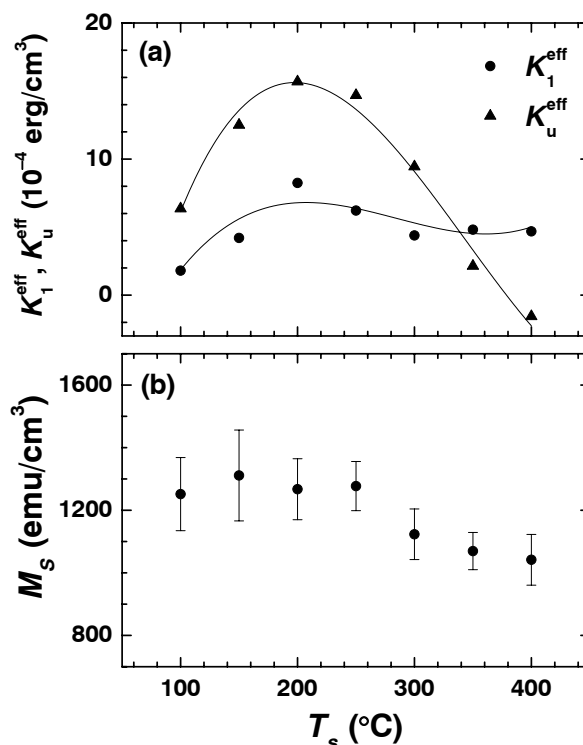 20
(a)
K₁ᵉᶠᶠ
Kᵤᵉᶠᶠ
10
0
K₁ᵉᶠᶠ, Kᵤᵉᶠᶠ (10⁻⁴ erg/cm³)
1600
(b)
1200
800
Mₛ (emu/cm³)
100 200 300 400
Tₛ (°C)